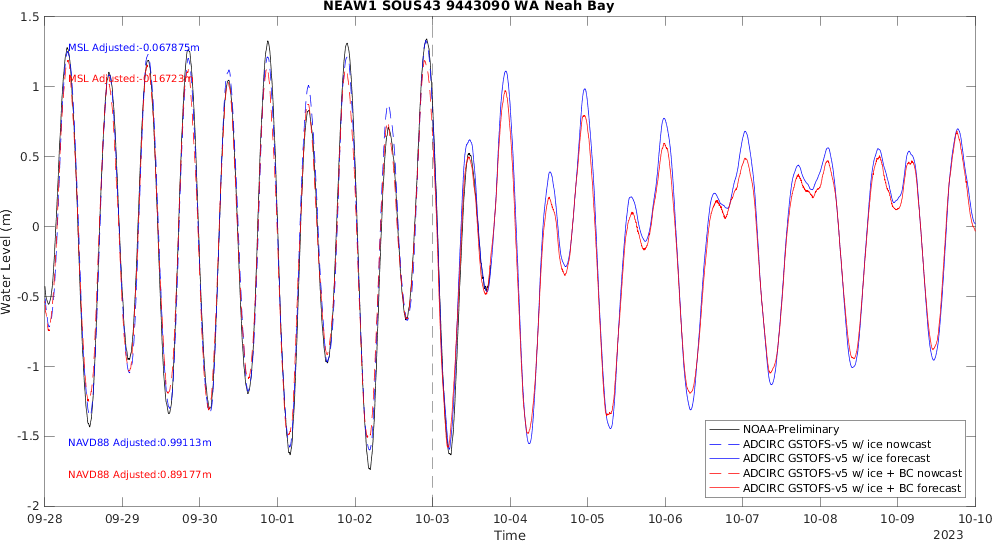 NEAW1 SOUS43 9443090 WA Neah Bay
1.5
1
0.5
0
-0.5
-1
-1.5
-2
Water Level (m)
MSL Adjusted:-0.067875m
MSL Adjusted:-0.16723m
NAVD88 Adjusted:0.99113m
NAVD88 Adjusted:0.89177m
NOAA-Preliminary
ADCIRC GSTOFS-v5 w/ ice nowcast
ADCIRC GSTOFS-v5 w/ ice forecast
ADCIRC GSTOFS-v5 w/ ice + BC nowcast
ADCIRC GSTOFS-v5 w/ ice + BC forecast
09-28 09-29 09-30 10-01 10-02 10-03 10-04 10-05 10-06 10-07 10-08 10-09 10-10
Time
2023